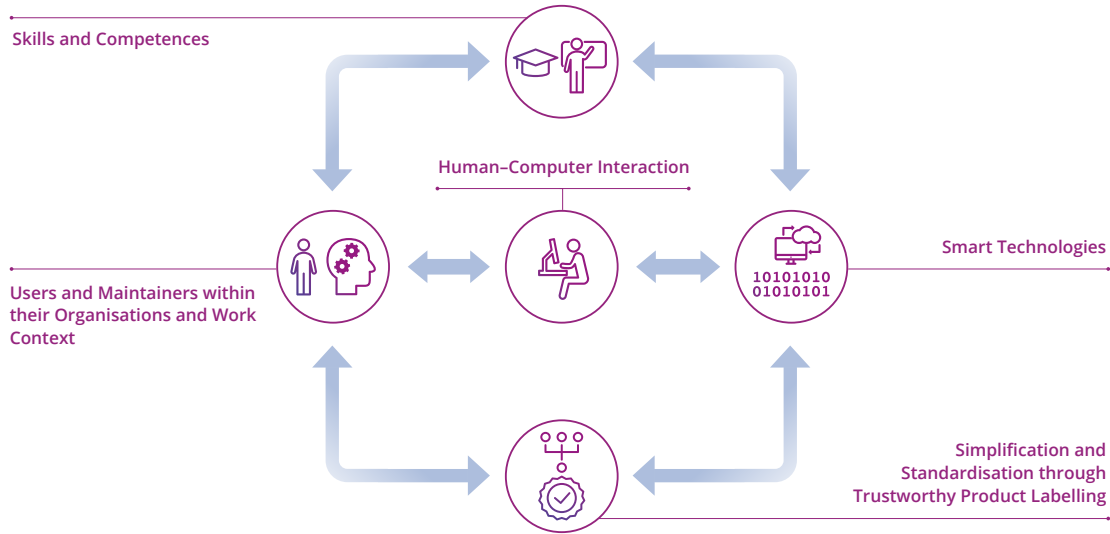 Skills and Competences
Human–Computer Interaction
Smart Technologies
10101010
01010101
Users and Maintainers within
their Organisations and Work
Context
Simplification and
Standardisation through
Trustworthy Product Labelling